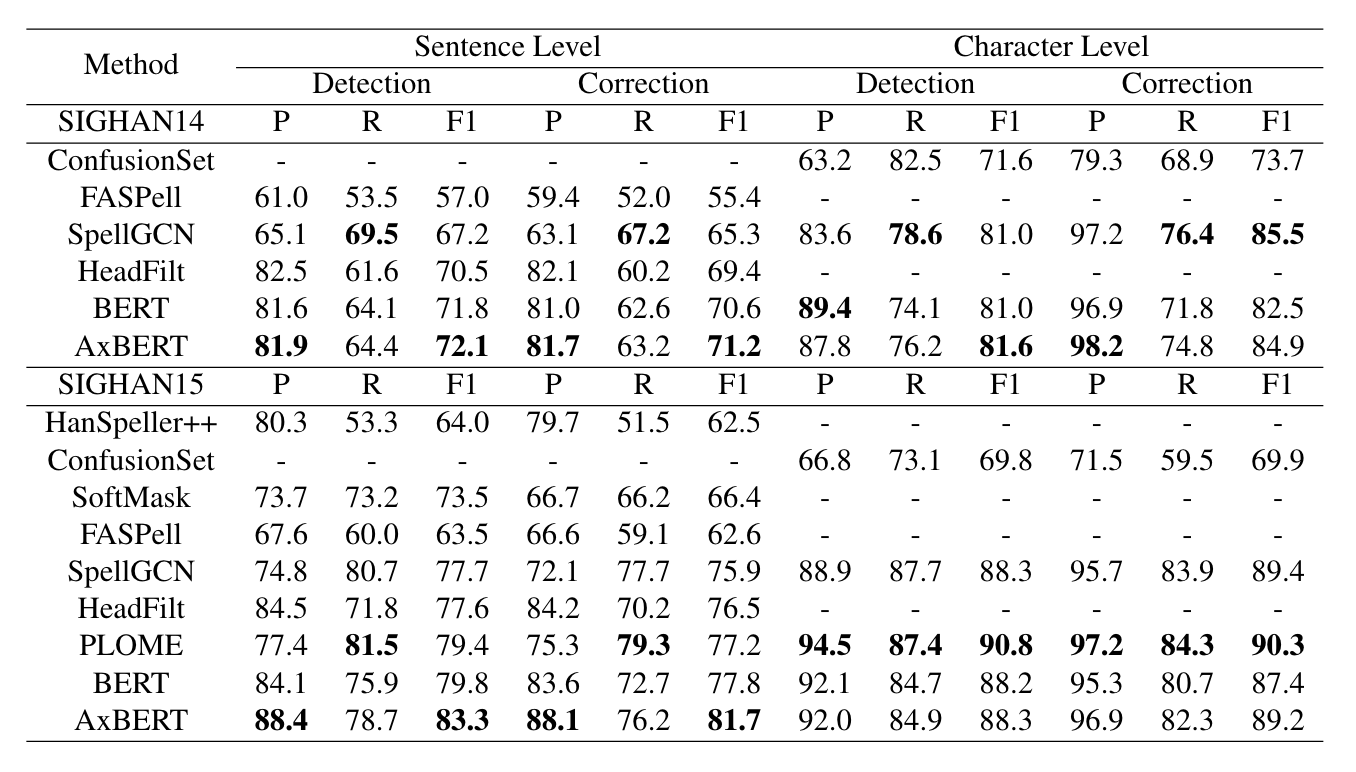 Method Sentence Level Character Level
Detection Correction Detection Correction
SIGHAN14 P R F1 P R F1 P R F1 P R F1
ConfusionSet - - - - - - 63.2 82.5 71.6 79.3 68.9 73.7
FASPell 61.0 53.5 57.0 59.4 52.0 55.4 - - - - - -
SpellGCN 65.1 69.5 67.2 63.1 67.2 65.3 83.6 78.6 81.0 97.2 76.4 85.5
HeadFilt 82.5 61.6 70.5 82.1 60.2 69.4 - - - - - -
BERT 81.6 64.1 71.8 81.0 62.6 70.6 89.4 74.1 81.0 96.9 71.8 82.5
AxBERT 81.9 64.4 72.1 81.7 63.2 71.2 87.8 76.2 81.6 98.2 74.8 84.9
SIGHAN15 P R F1 P R F1 P R F1 P R F1
HanSpeller++ 80.3 53.3 64.0 79.7 51.5 62.5 - - - - - -
ConfusionSet - - - - - - 66.8 73.1 69.8 71.5 59.5 69.9
SoftMask 73.7 73.2 73.5 66.7 66.2 66.4 - - - - - -
FASPell 67.6 60.0 63.5 66.6 59.1 62.6 - - - - - -
SpellGCN 74.8 80.7 77.7 72.1 77.7 75.9 88.9 87.7 88.3 95.7 83.9 89.4
HeadFilt 84.5 71.8 77.6 84.2 70.2 76.5 - - - - - -
PLOME 77.4 81.5 79.4 75.3 79.3 77.2 94.5 87.4 90.8 97.2 84.3 90.3
BERT 84.1 75.9 79.8 83.6 72.7 77.8 92.1 84.7 88.2 95.3 80.7 87.4
AxBERT 88.4 78.7 83.3 88.1 76.2 81.7 92.0 84.9 88.3 96.9 82.3 89.2